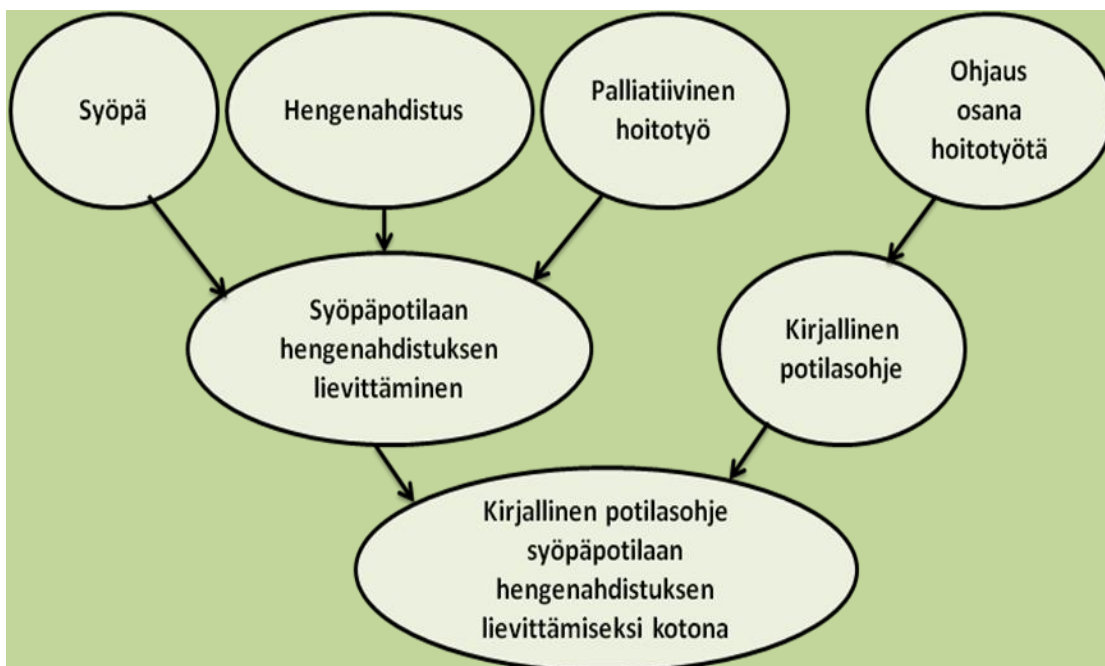 Syöpä
Hengenahdistus
Palliatiivinen
hoitotyö
Ohjaus
osana
hoitotyötä
Syöpäpotilaan
hengenahdistuksen
lievittäminen
Kirjallinen
potilasohje
Kirjallinen potilasohje
syöpäpotilaan
hengenahdistuksen
lievittämiseksi kotona